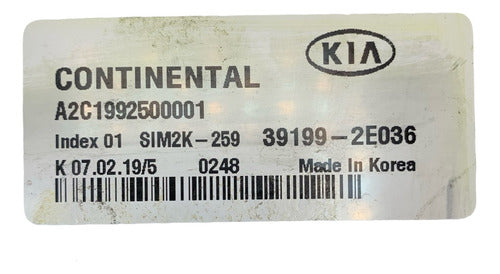 KIA
CONTINENTAL
A2C1992500001
Index 01 SIM2K-259 39199-2E036
K 07.02.19/5 0248 Made In Korea